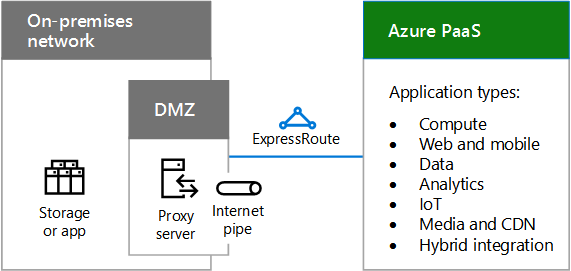 On-premises
network
Storage
or app
DMZ
Proxy
server
Internet
pipe
ExpressRoute
Azure PaaS
Application types:
• Compute
• Web and mobile
• Data
• Analytics
• IoT
• Media and CDN
• Hybrid integration